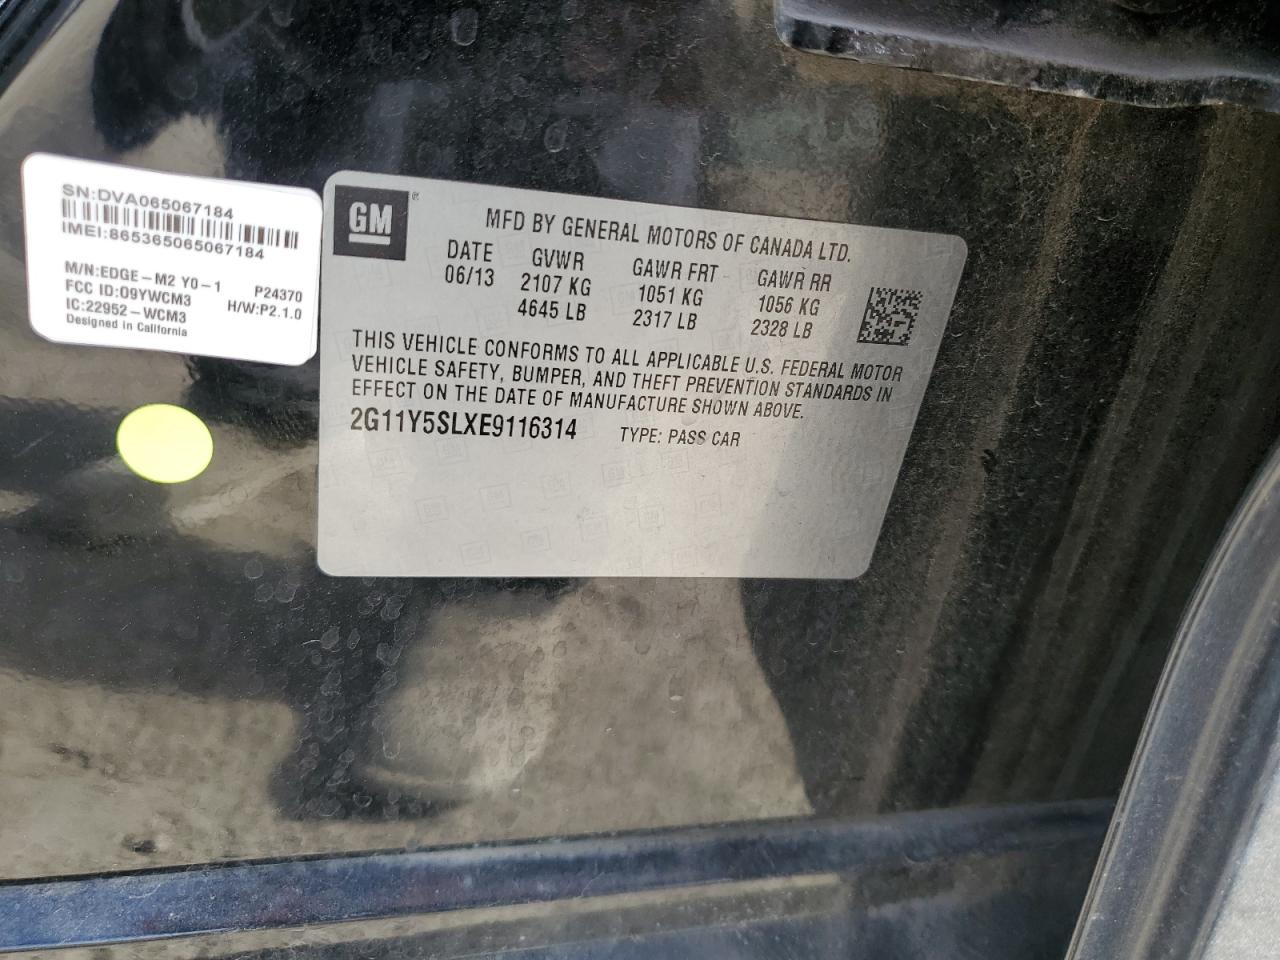 SN:DVA065067184
IMEI:865365065067184
M/N:EDGE-M2 Y0-1 P24370
FCC ID:09YWCM3 H/W:P2.1.0
IC:22952-WCM3
Designed in California
GM ®
MFD BY GENERAL MOTORS OF CANADA LTD.
DATE GVWR GAWR FRT GAWR RR
06/13 2107 KG 1051 KG 1056 KG
4645 LB 2317 LB 2328 LB
THIS VEHICLE CONFORMS TO ALL APPLICABLE U.S. FEDERAL MOTOR
VEHICLE SAFETY, BUMPER, AND THEFT PREVENTION STANDARDS IN
EFFECT ON THE DATE OF MANUFACTURE SHOWN ABOVE.
2G11Y5SLXE9116314 TYPE: PASS CAR